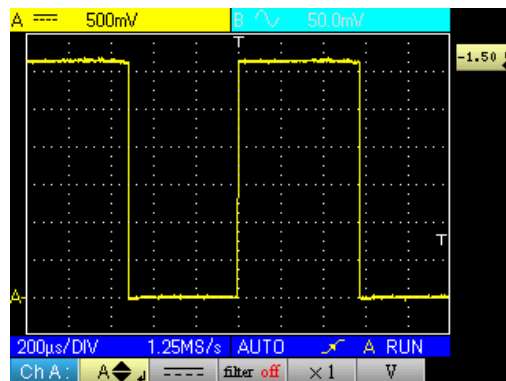 A 500mV B 50.0mV
T
-1.50
T
A-
200µs/DIV 1.25MS/s AUTO A RUN
Ch A: A filter off ×1 V